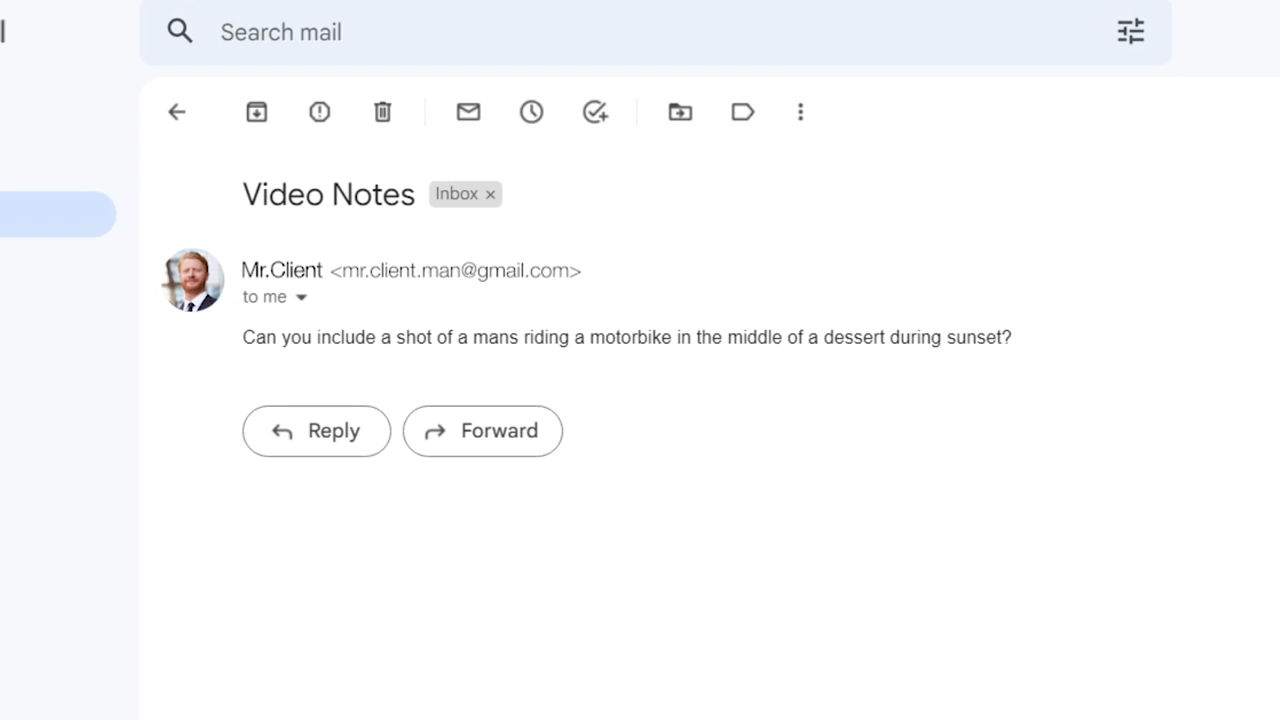 Search mail
Video Notes Inbox ×
Mr.Client <mr.client.man@gmail.com>
to me
Can you include a shot of a mans riding a motorbike in the middle of a dessert during sunset?
Reply Forward